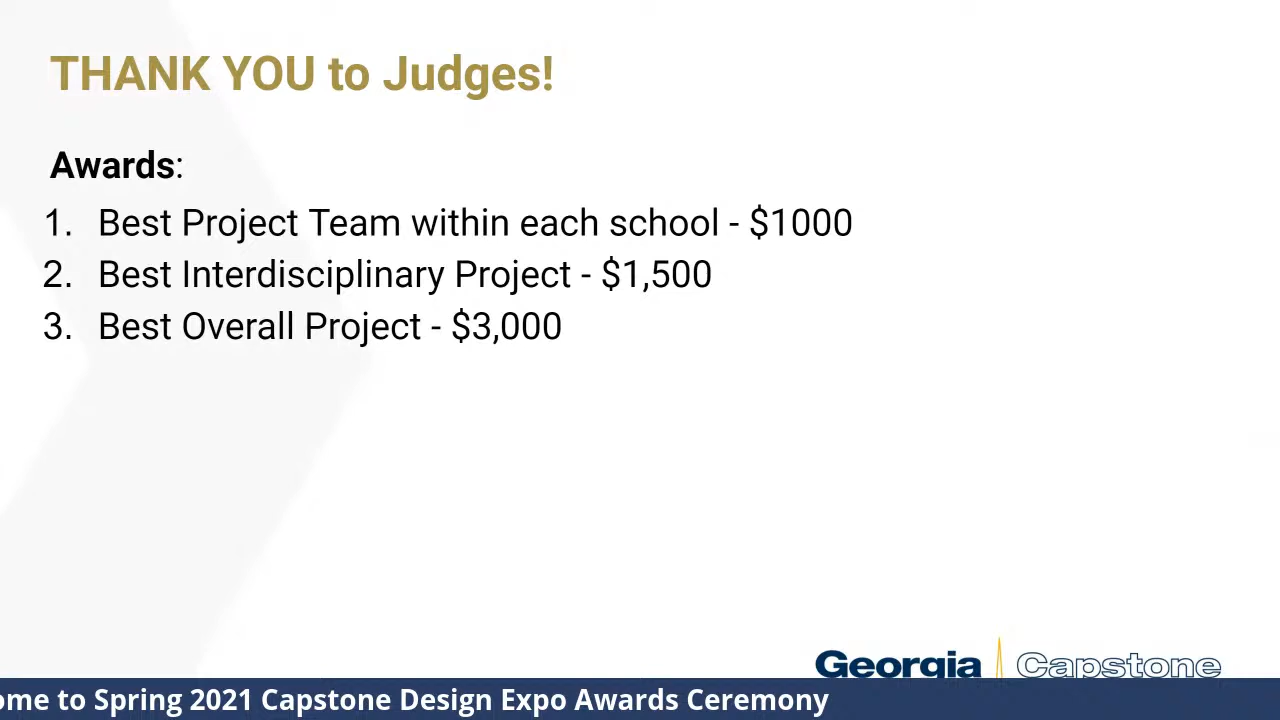 THANK YOU to Judges!
Awards:
1. Best Project Team within each school - $1000
2. Best Interdisciplinary Project - $1,500
3. Best Overall Project - $3,000
Georgia Capstone
ome to Spring 2021 Capstone Design Expo Awards Ceremony